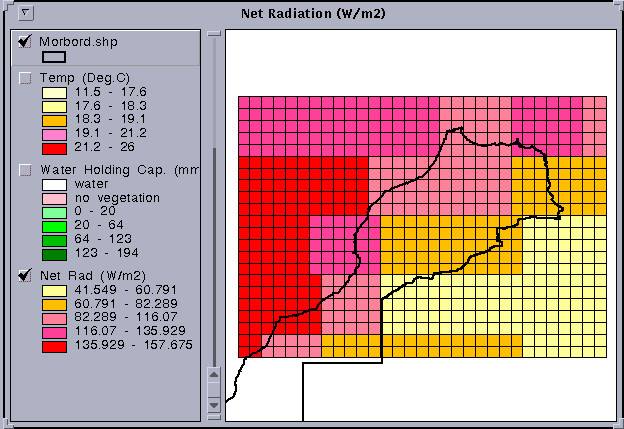 Net Radiation (W/m2)
Morbord.shp
Temp (Deg.C)
11.5 - 17.6
17.6 - 18.3
18.3 - 19.1
19.1 - 21.2
21.2 - 26
Water Holding Cap. (mm
water
no vegetation
0 - 20
20 - 64
64 - 123
123 - 194
Net Rad (W/m2)
41.549 - 60.791
60.791 - 82.289
82.289 - 116.07
116.07 - 135.929
135.929 - 157.675